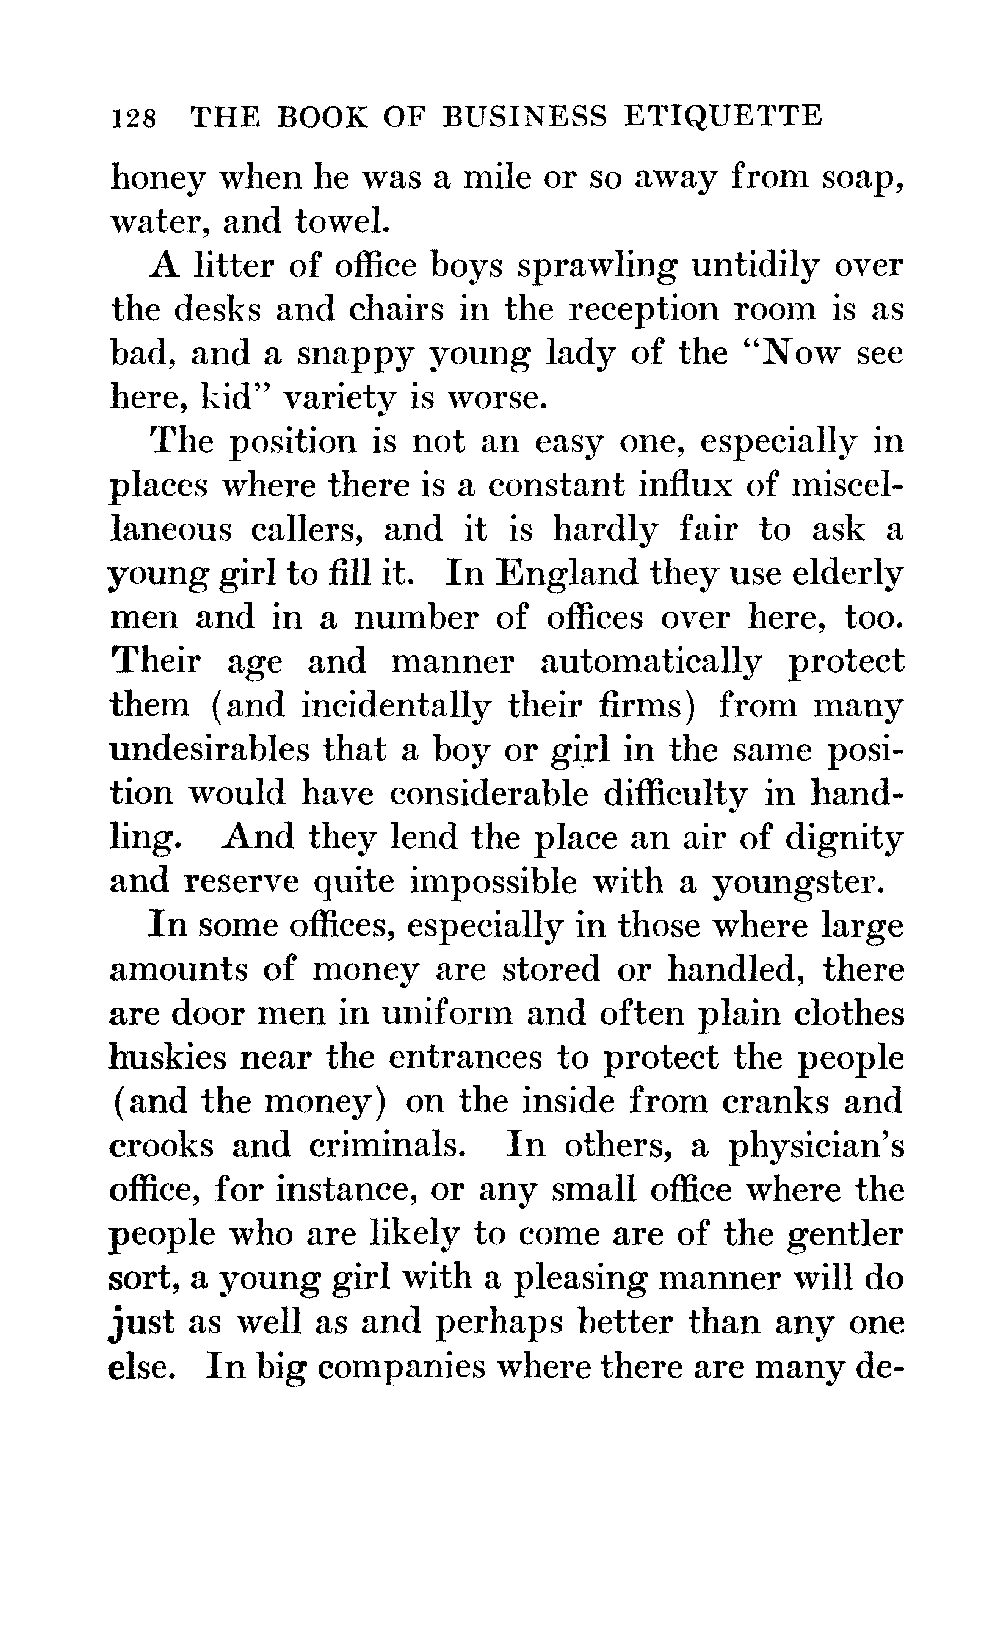 128 THE BOOK OF BUSINESS ETIQUETTE
honey when he was a mile or so away from soap,
water, and towel.
A litter of office boys sprawling untidily over
the desks and chairs in the reception room is as
bad, and a snappy young lady of the “Now see
here, kid” variety is worse.
The position is not an easy one, especially in
places where there is a constant influx of miscel-
laneous callers, and it is hardly fair to ask a
young girl to fill it. In England they use elderly
men and in a number of offices over here, too.
Their age and manner automatically protect
them (and incidentally their firms) from many
undesirables that a boy or girl in the same posi-
tion would have considerable difficulty in hand-
ling. And they lend the place an air of dignity
and reserve quite impossible with a youngster.
In some offices, especially in those where large
amounts of money are stored or handled, there
are door men in uniform and often plain clothes
huskies near the entrances to protect the people
(and the money) on the inside from cranks and
crooks and criminals. In others, a physician’s
office, for instance, or any small office where the
people who are likely to come are of the gentler
sort, a young girl with a pleasing manner will do
just as well as and perhaps better than any one
else. In big companies where there are many de-